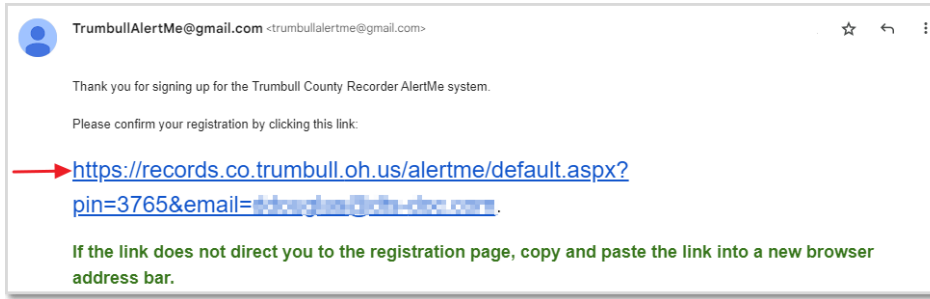 TrumbullAlertMe@gmail.com <trumbullalertme@gmail.com>
Thank you for signing up for the Trumbull County Recorder AlertMe system.
Please confirm your registration by clicking this link:
https://records.co.trumbull.oh.us/alertme/default.aspx?
pin=3765&email=
If the link does not direct you to the registration page, copy and paste the link into a new browser
address bar.